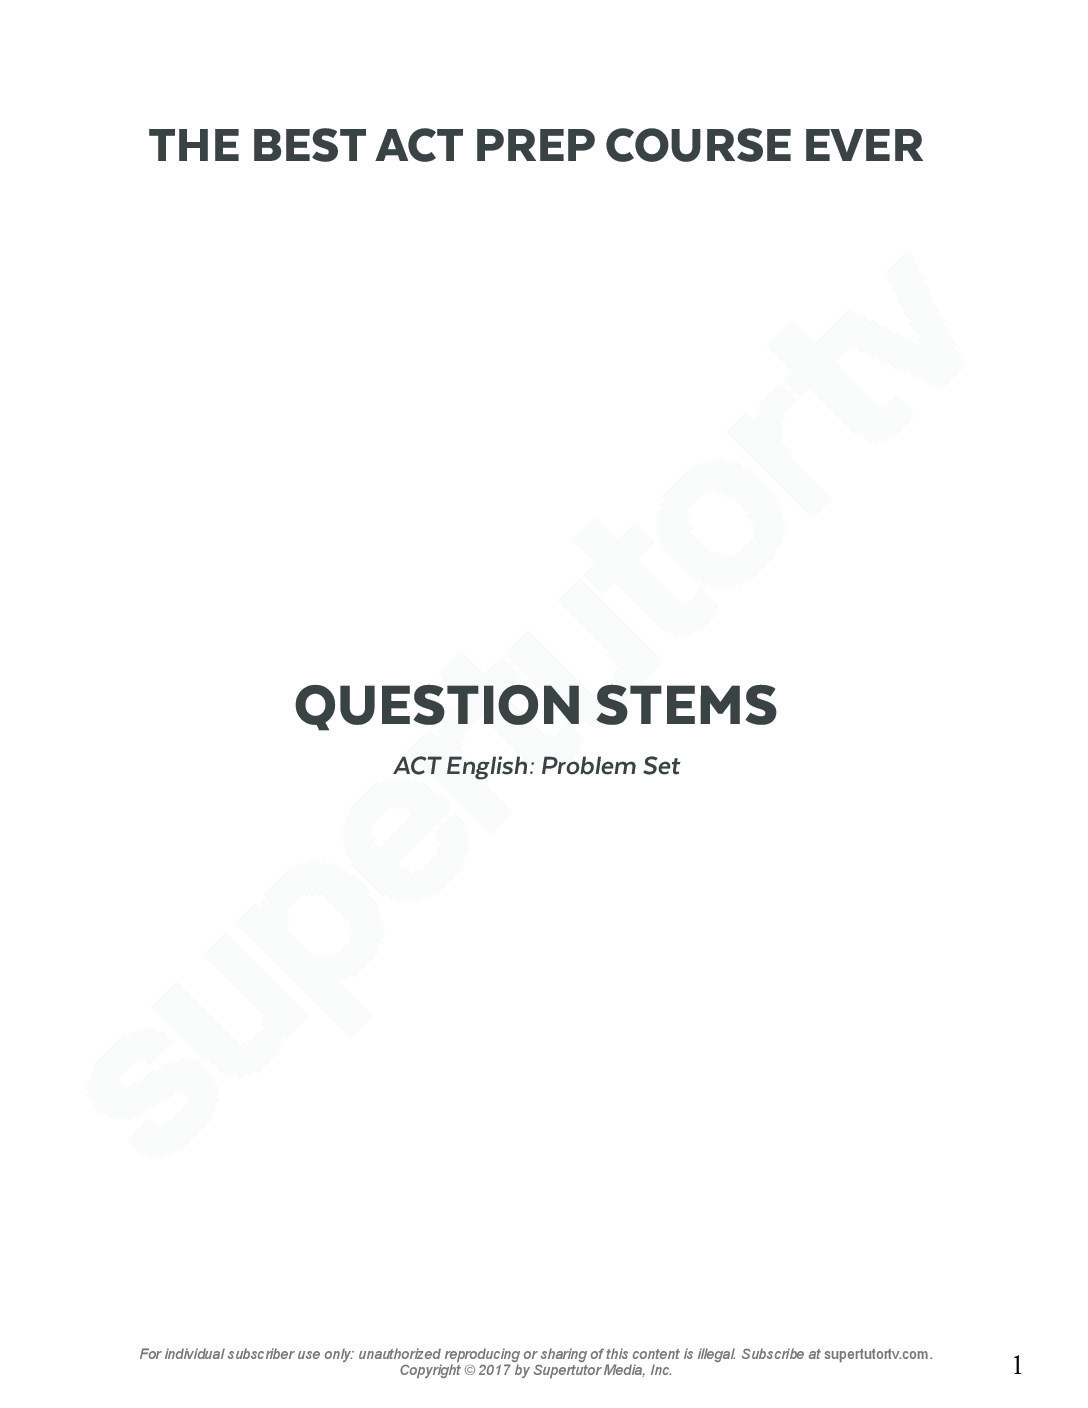 THE BEST ACT PREP COURSE EVER
supertutortv
QUESTION STEMS
ACT English: Problem Set
For individual subscriber use only: unauthorized reproducing or sharing of this content is illegal. Subscribe at supertutortv.com.
Copyright © 2017 by Supertutor Media, Inc.
1